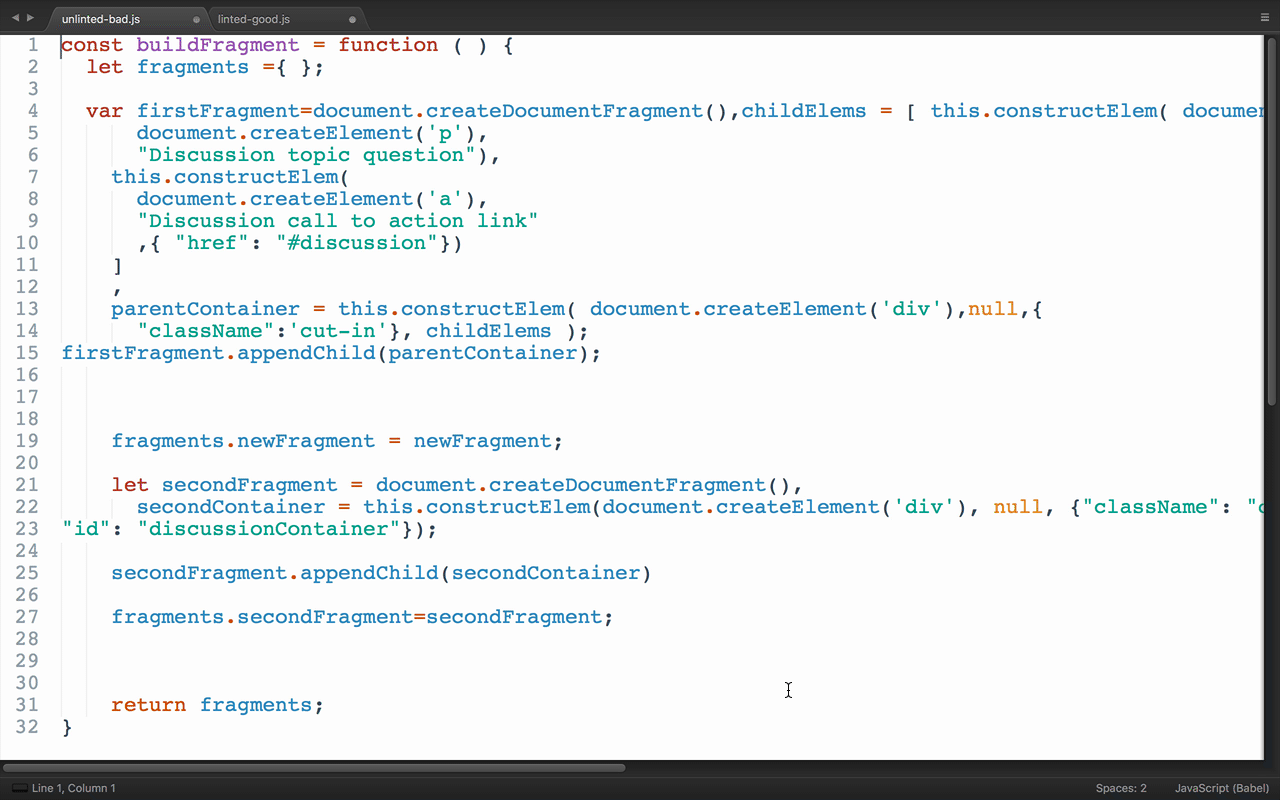 unlinted-bad.js
linted-good.js
1 const buildFragment = function ( ) {
2 let fragments ={ };
3
4 var firstFragment=document.createDocumentFragment(),childElems = [ this.constructElem(
5 document.createElement('p'),
6 "Discussion topic question"),
7 this.constructElem(
8 document.createElement('a'),
9 "Discussion call to action link"
10 ,{ "href": "#discussion"})
11 ]
12 ,
13 parentContainer = this.constructElem( document.createElement('div'),null,{
14 "className":'cut-in'}, childElems );
15 firstFragment.appendChild(parentContainer);
16
17
18
19 fragments.newFragment = newFragment;
20
21 let secondFragment = document.createDocumentFragment(),
22 secondContainer = this.constructElem(document.createElement('div'), null, {"className": "
23 "id": "discussionContainer"});
24
25 secondFragment.appendChild(secondContainer)
26
27 fragments.secondFragment=secondFragment;
28
29
30
31 return fragments;
32 }
Line 1, Column 1
Spaces: 2
JavaScript (Babel)